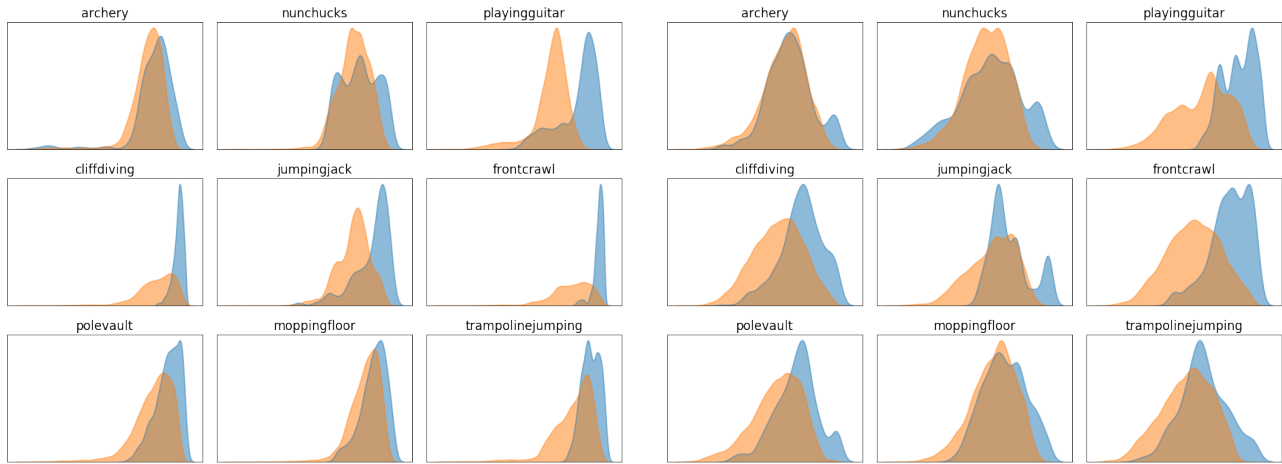 archery nunchucks playingguitar archery nunchucks playingguitar
cliffdiving jumpingjack frontcrawl cliffdiving jumpingjack frontcrawl
polevault moppingfloor trampolinejumping polevault moppingfloor trampolinejumping